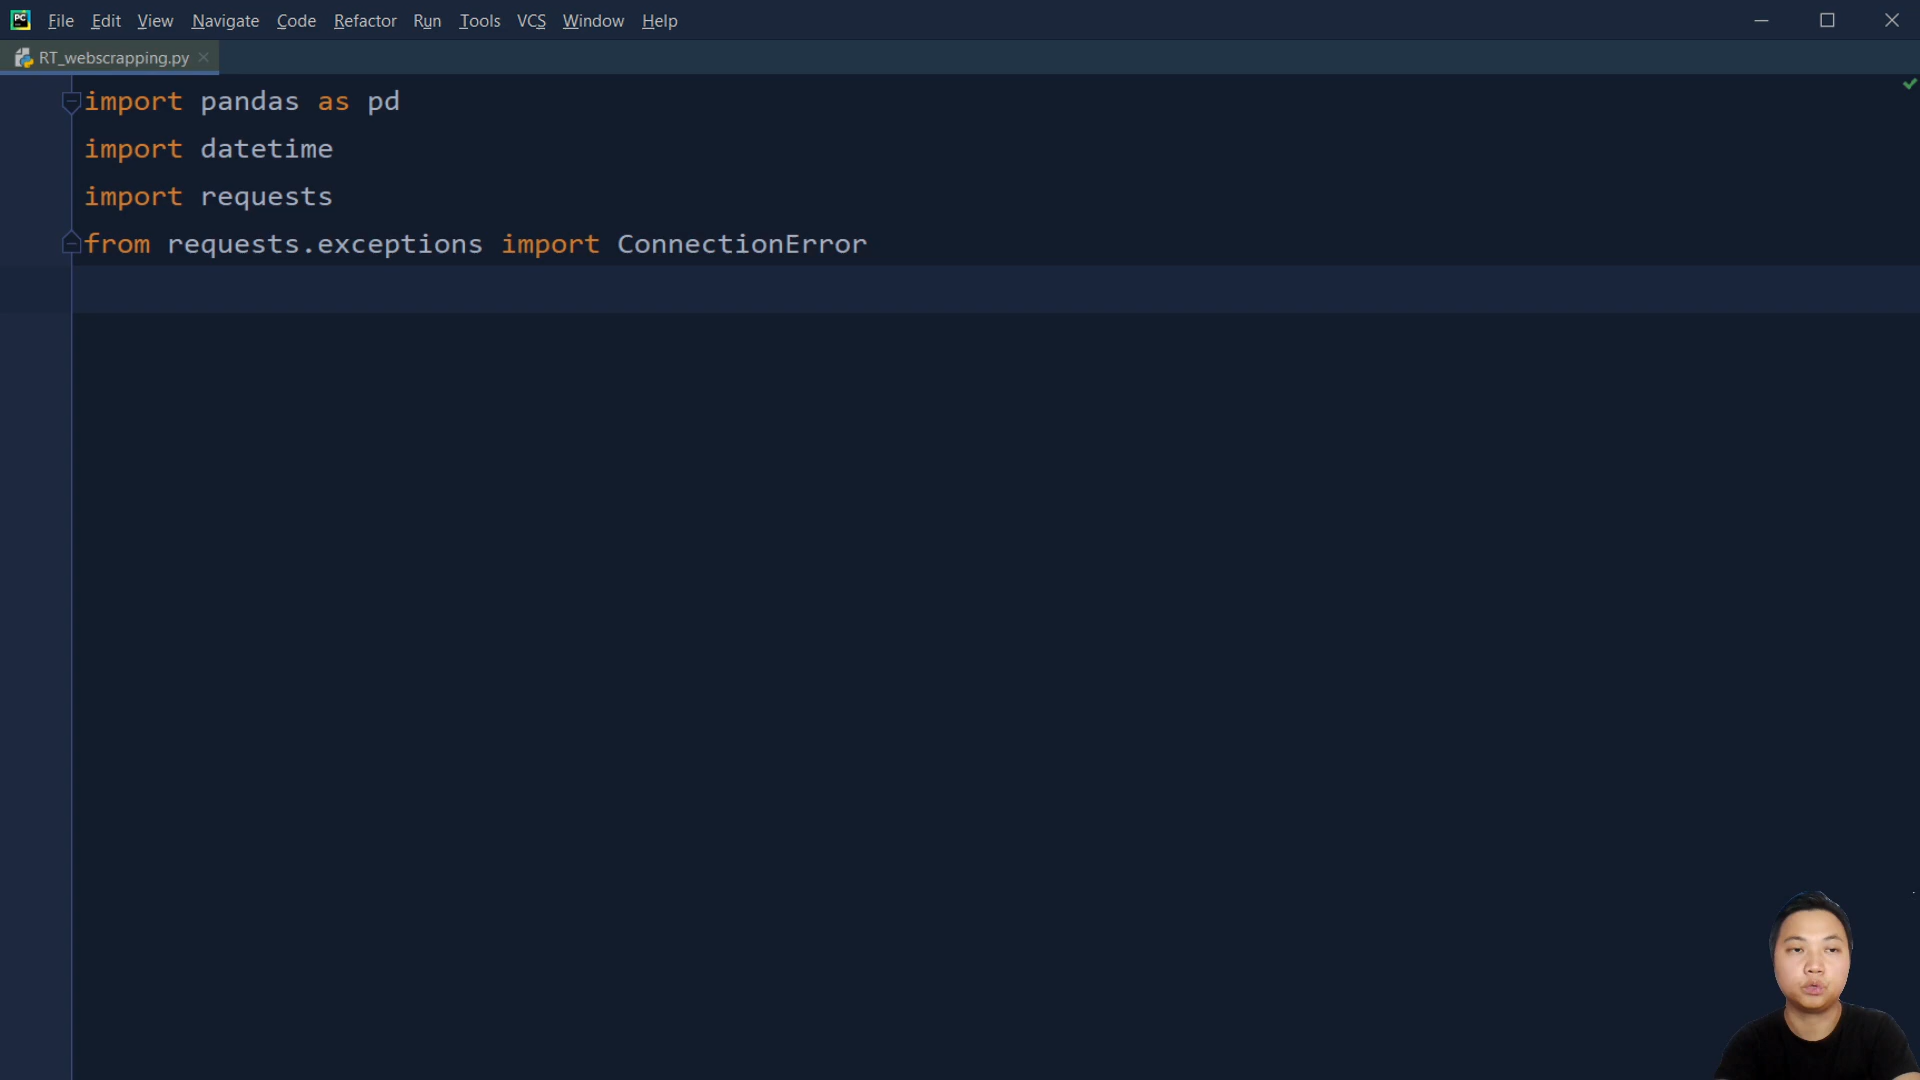 PC
File Edit View Navigate Code Refactor Run Tools VCS Window Help
RT_webscrapping.py
import pandas as pd
import datetime
import requests
from requests.exceptions import ConnectionError